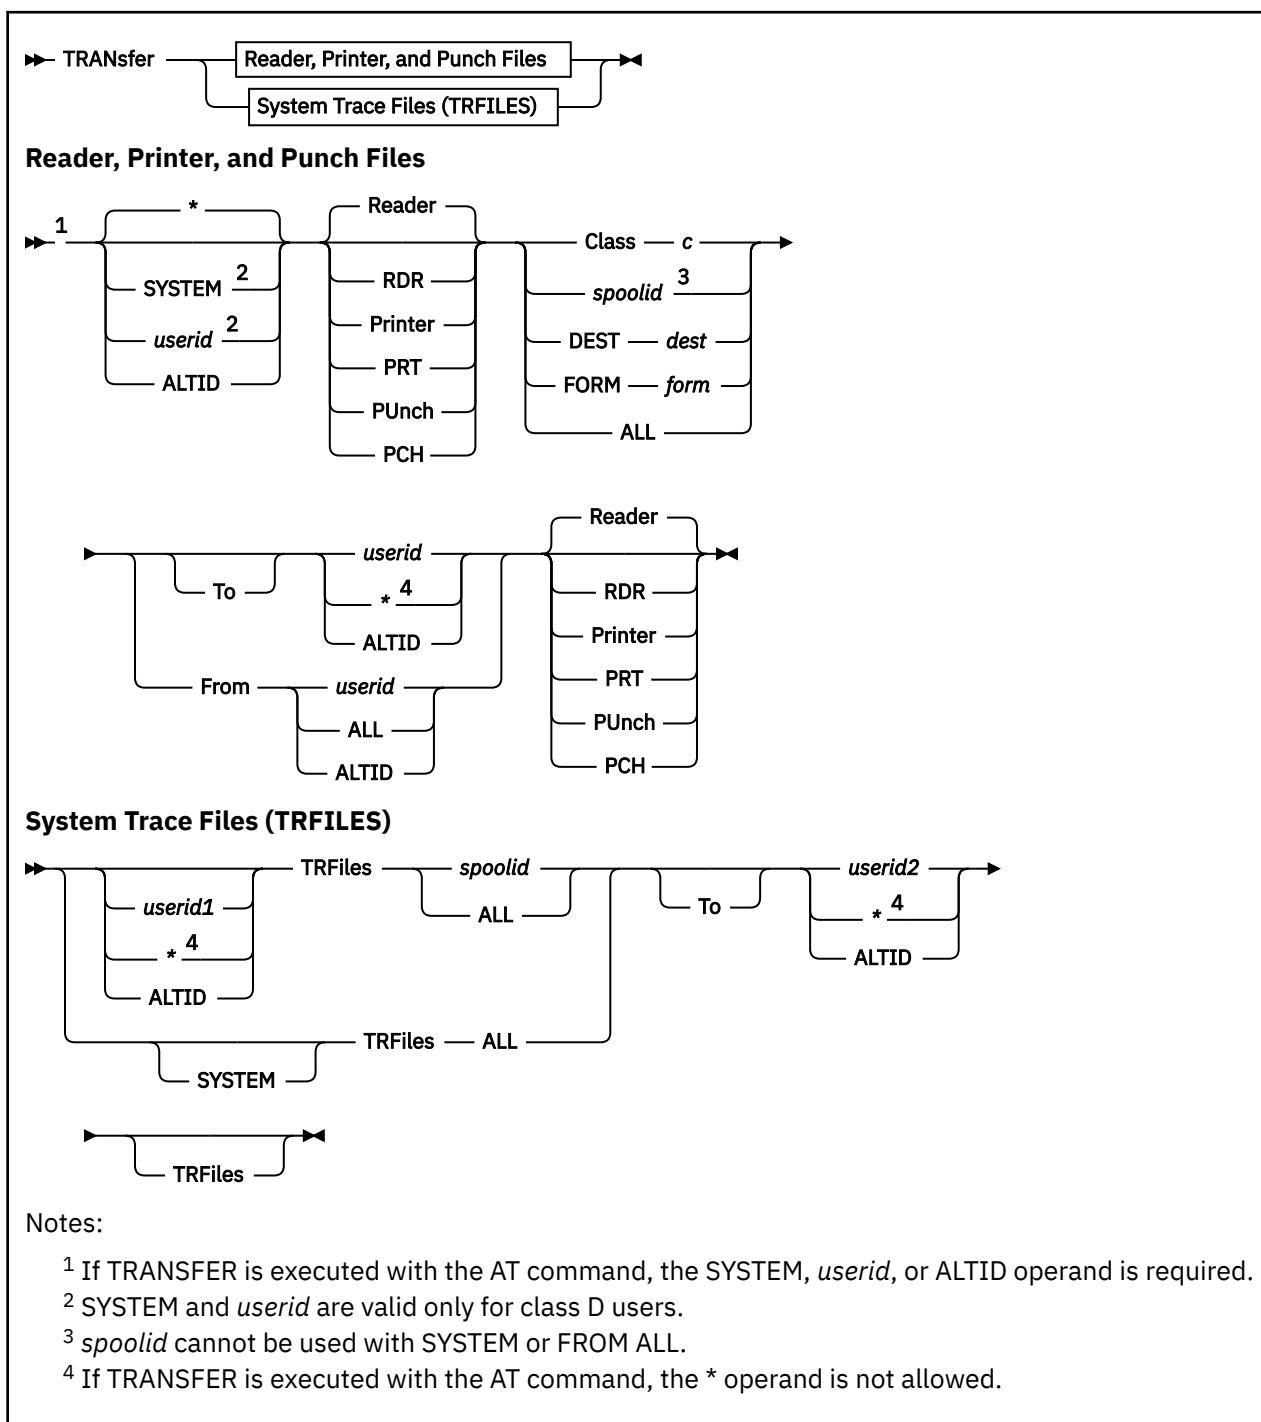 TRANsfer Reader, Printer, and Punch Files
System Trace Files (TRFILES)
Reader, Printer, and Punch Files
* Reader
1 Class c
SYSTEM 2 RDR spoolid 3
userid 2 Printer DEST dest
ALTID PRT FORM form
PUnch ALL
PCH
Reader
userid
To * 4 RDR
ALTID Printer
From userid PRT
ALL PUnch
ALTID PCH
System Trace Files (TRFILES)
TRFiles spoolid userid2
userid1 ALL To * 4
* 4 ALTID
ALTID
TRFiles ALL
SYSTEM
TRFiles
Notes:
1 If TRANSFER is executed with the AT command, the SYSTEM, userid, or ALTID operand is required.
2 SYSTEM and userid are valid only for class D users.
3 spoolid cannot be used with SYSTEM or FROM ALL.
4 If TRANSFER is executed with the AT command, the * operand is not allowed.